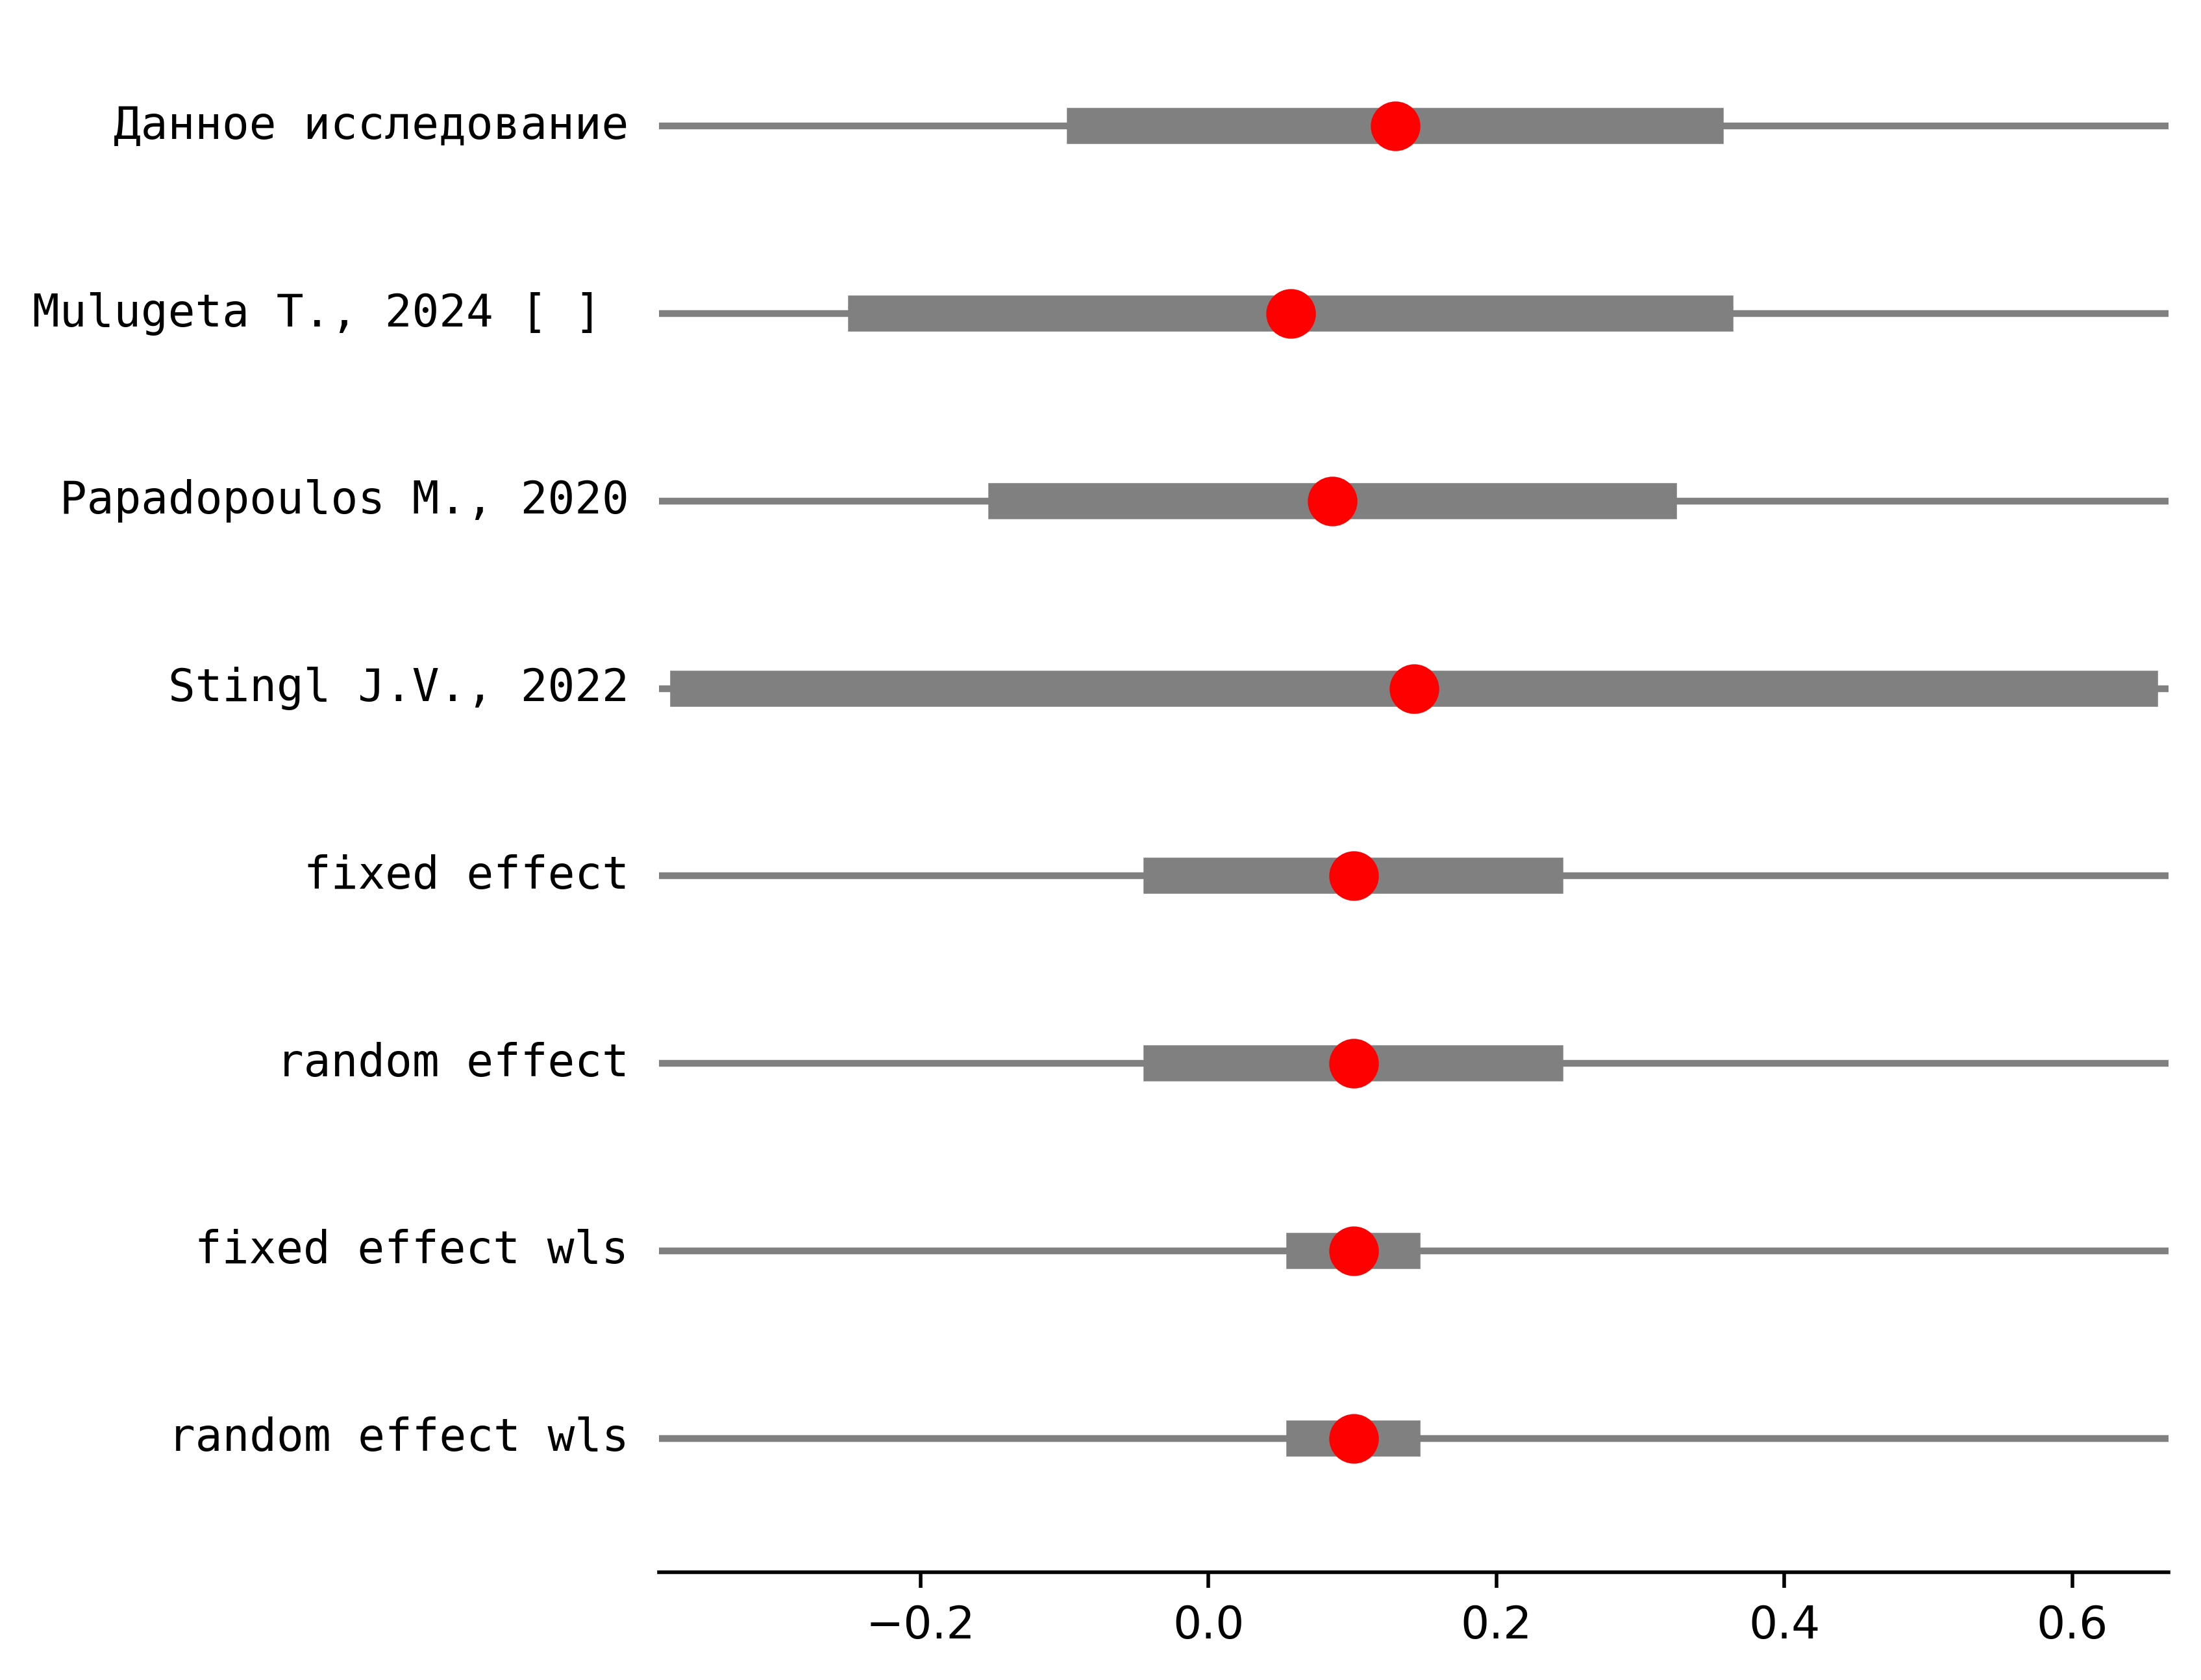 Данное исследование
Mulugeta T., 2024 [ ]
Papadopoulos M., 2020
Stingl J.V., 2022
fixed effect
random effect
fixed effect wls
random effect wls
−0.2 0.0 0.2 0.4 0.6